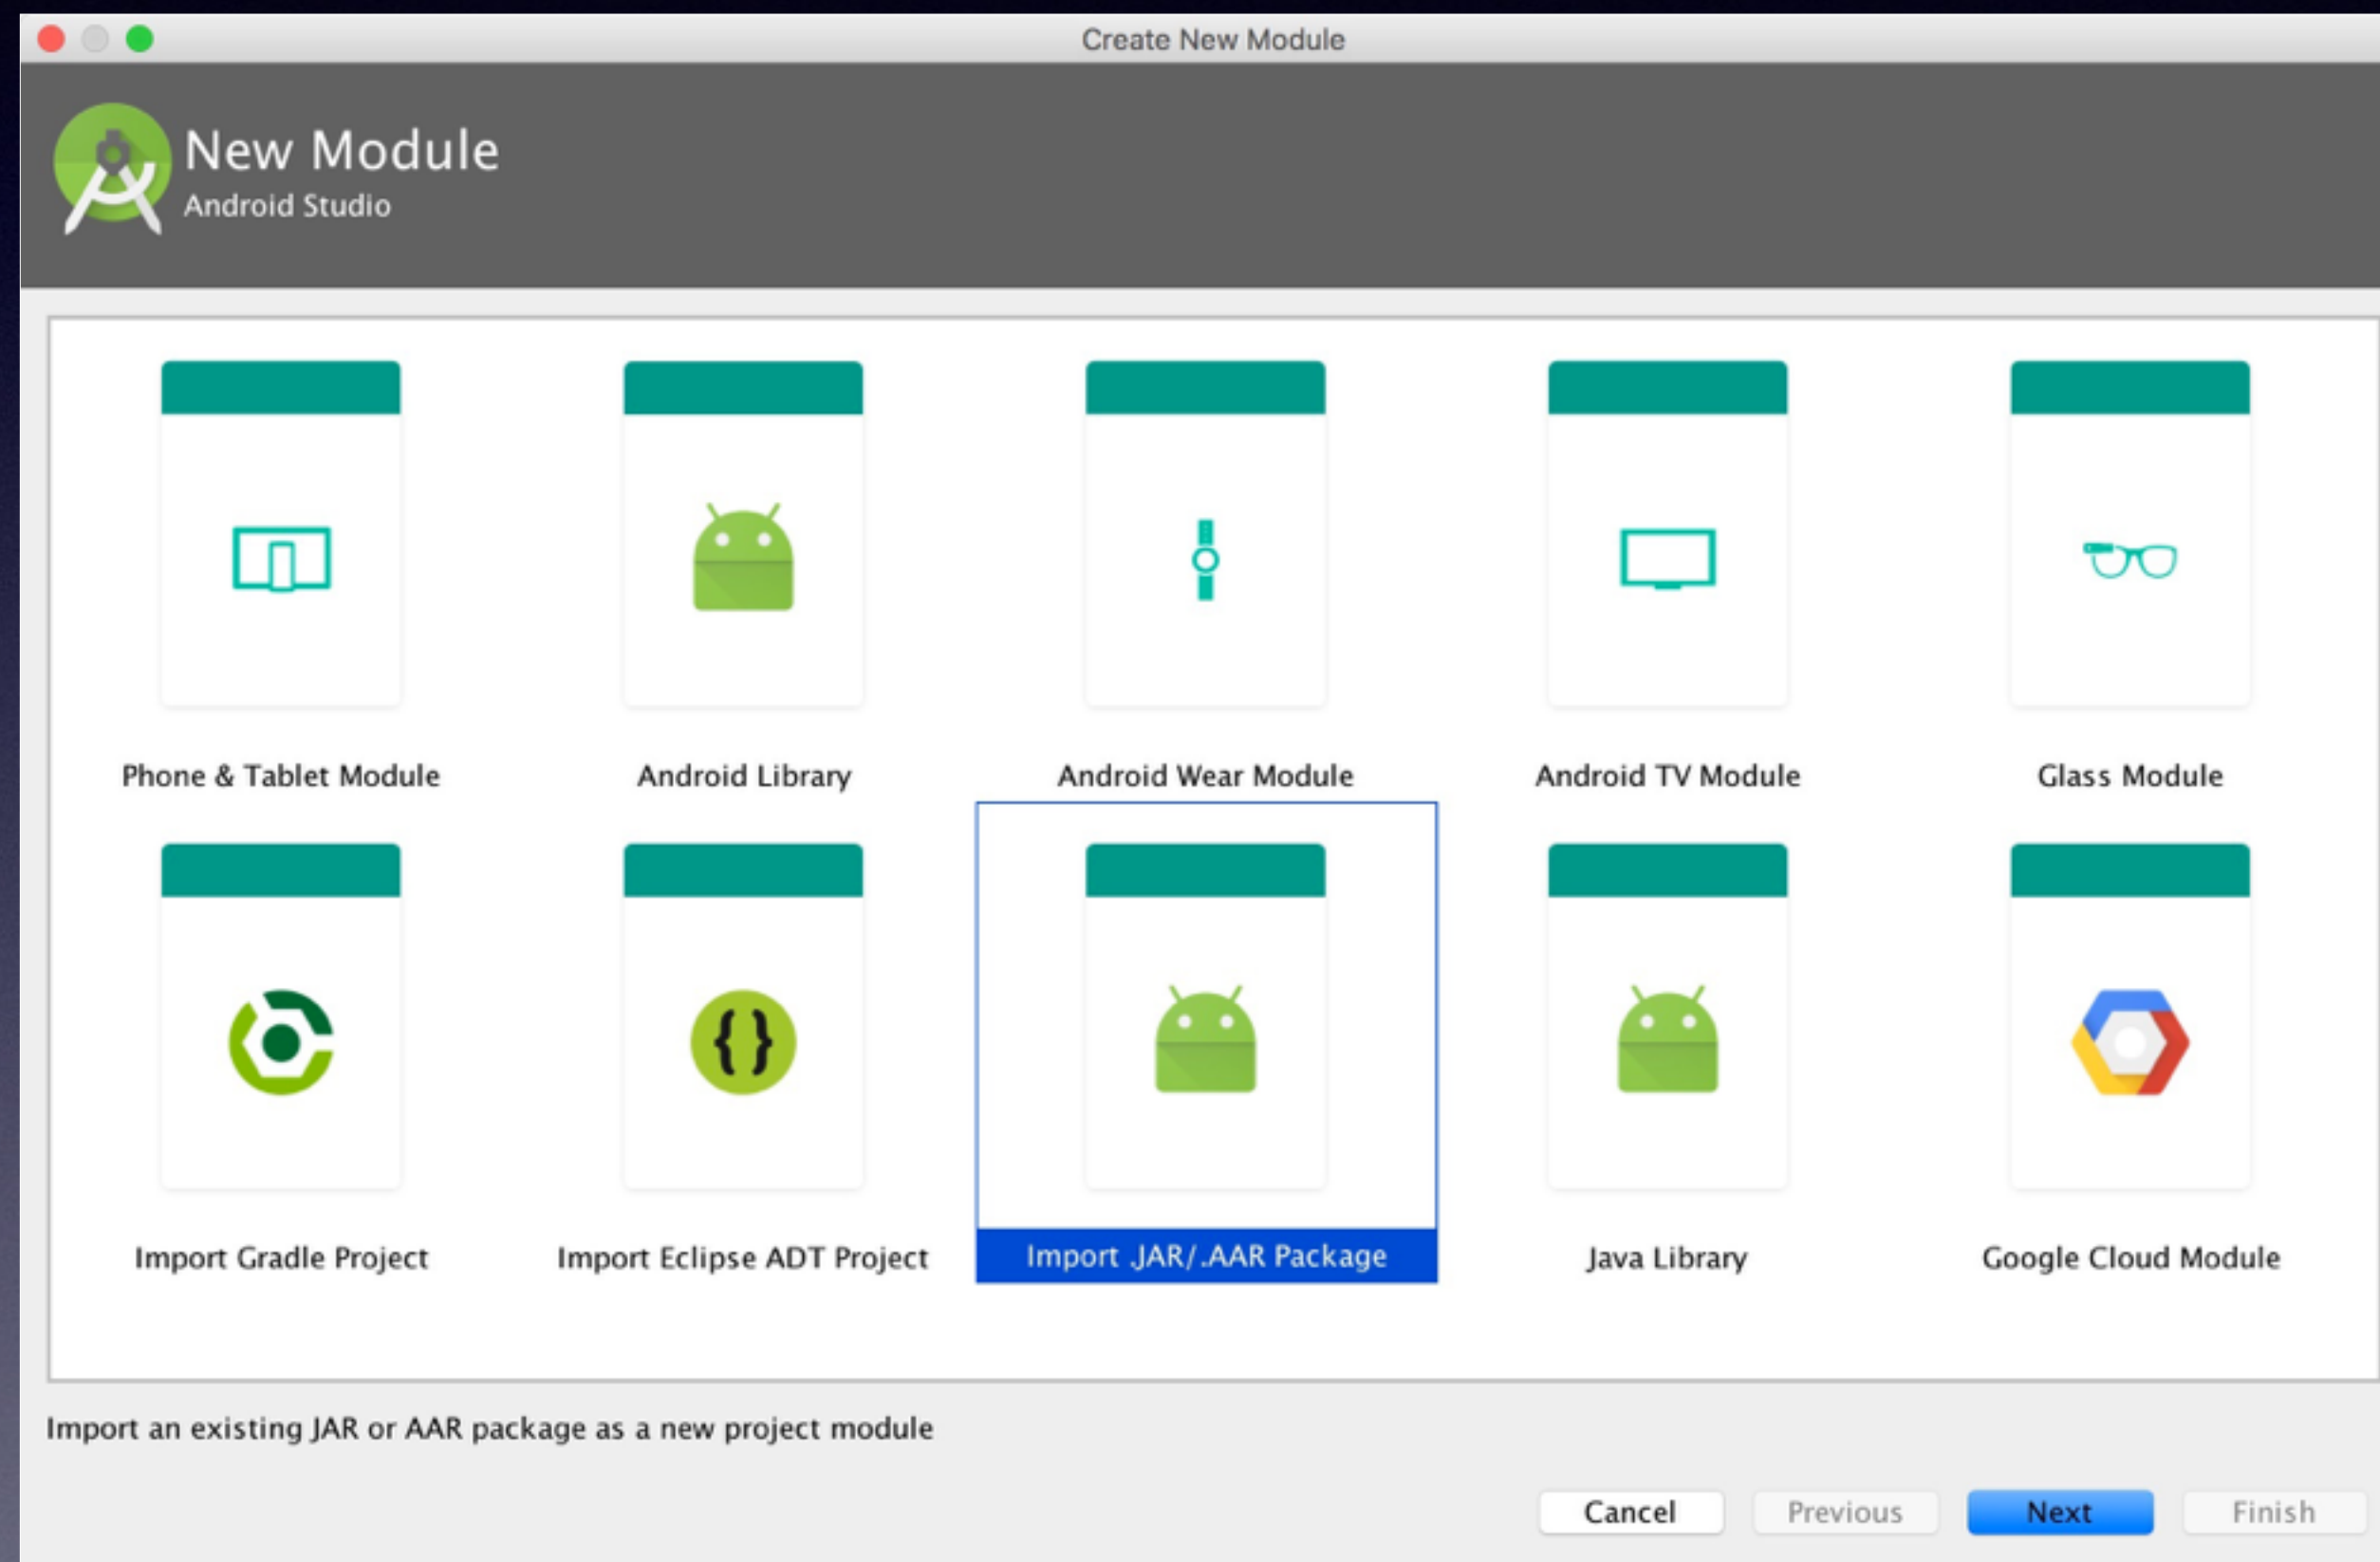 Create New Module
New Module
Android Studio
Phone & Tablet Module
Android Library
Android Wear Module
Android TV Module
Glass Module
{}
Import Gradle Project
Import Eclipse ADT Project
Import .JAR/.AAR Package
Java Library
Google Cloud Module
Import an existing JAR or AAR package as a new project module
Cancel
Previous
Next
Finish